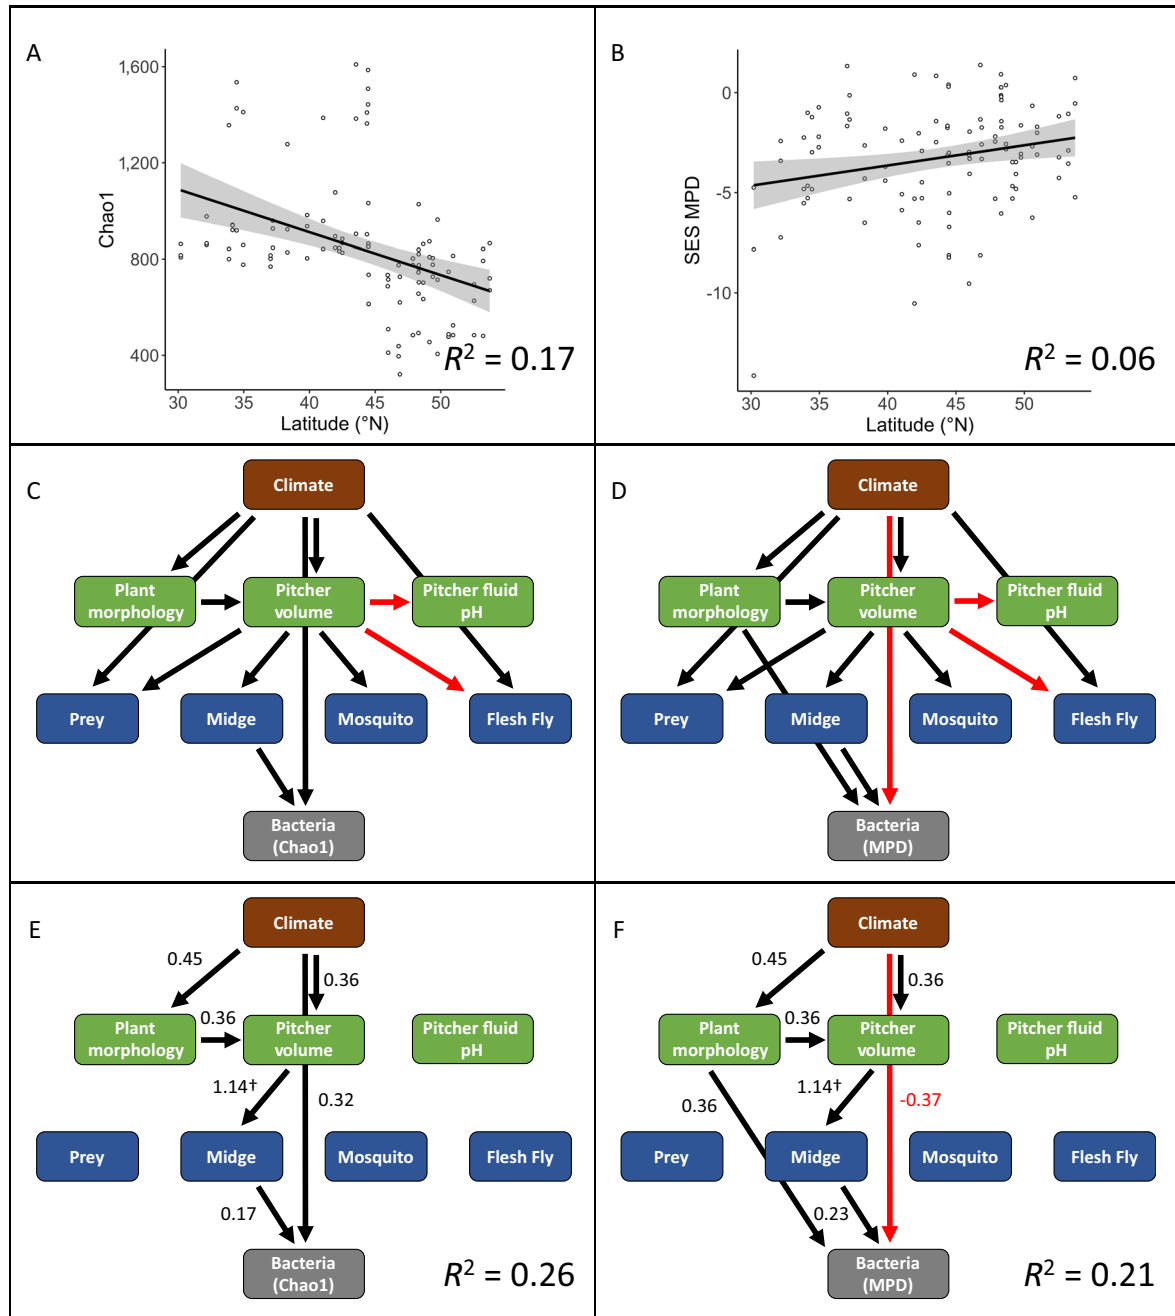 A
Chao1
1,600
1,200
800
400
30 35 40 45 50
Latitude (°N)
R² = 0.17
B
SES MPD
0
-5
-10
30 35 40 45 50
Latitude (°N)
R² = 0.06
C
Climate
Plant
morphology
Pitcher
volume
Pitcher fluid
pH
Prey
Midge
Mosquito
Flesh Fly
Bacteria
(Chao1)
D
Climate
Plant
morphology
Pitcher
volume
Pitcher fluid
pH
Prey
Midge
Mosquito
Flesh Fly
Bacteria
(MPD)
E
Climate
0.45
0.36
Plant
morphology
0.36
Pitcher
volume
Pitcher fluid
pH
1.14†
0.32
Prey
Midge
Mosquito
Flesh Fly
0.17
Bacteria
(Chao1)
R² = 0.26
F
Climate
0.45
0.36
Plant
morphology
0.36
Pitcher
volume
Pitcher fluid
pH
0.36
1.14†
-0.37
Prey
Midge
Mosquito
Flesh Fly
0.23
Bacteria
(MPD)
R² = 0.21